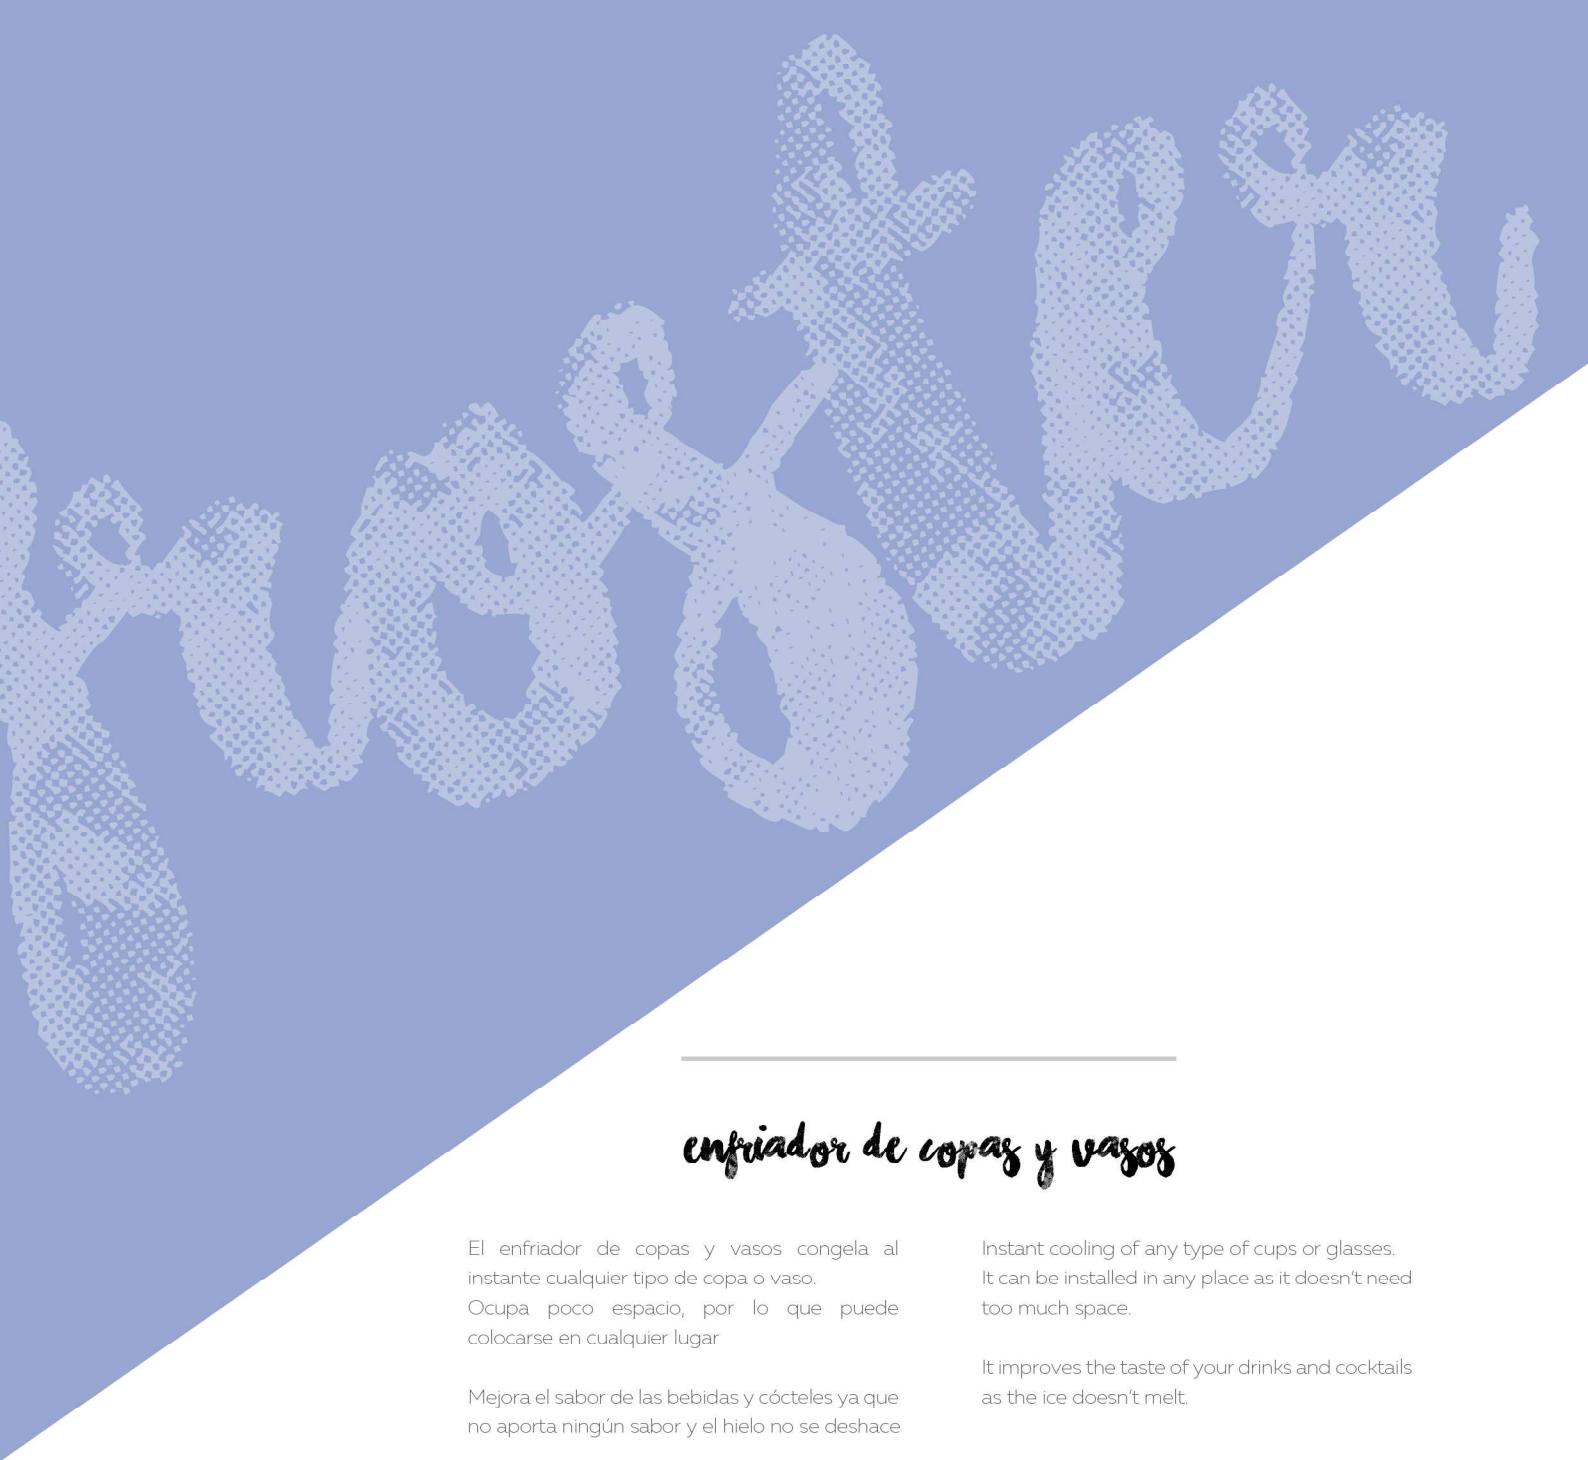 froster
enfriador de copas y vasos
El enfriador de copas y vasos congela al
instante cualquier tipo de copa o vaso.
Ocupa poco espacio, por lo que puede
colocarse en cualquier lugar
Mejora el sabor de las bebidas y cócteles ya que
no aporta ningún sabor y el hielo no se deshace
Instant cooling of any type of cups or glasses.
It can be installed in any place as it doesn't need
too much space.
It improves the taste of your drinks and cocktails
as the ice doesn't melt.